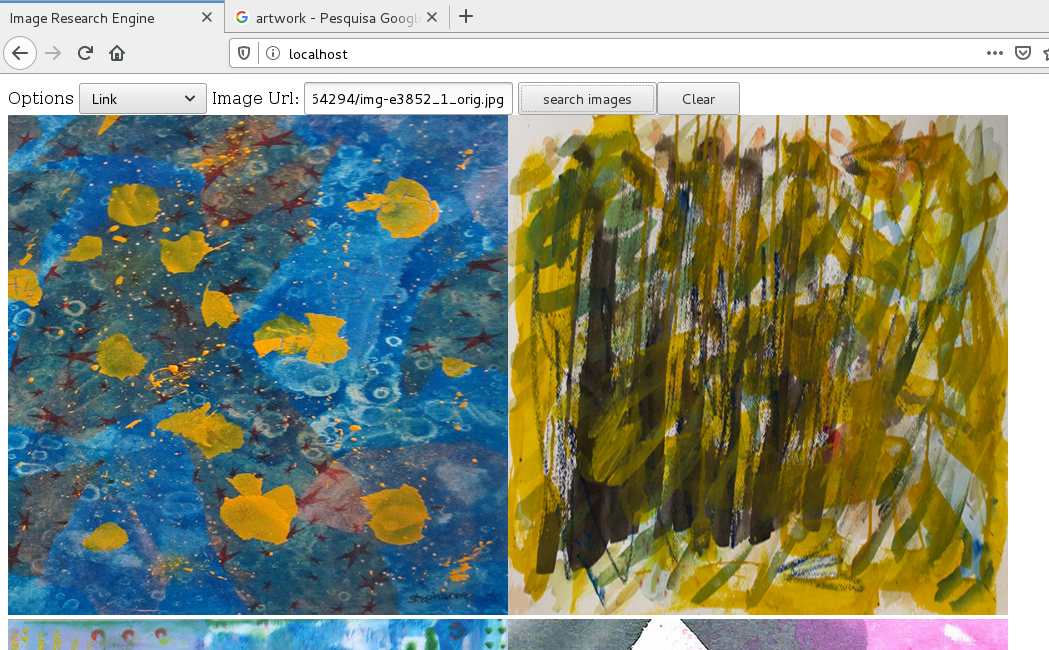 Image Research Engine
artwork - Pesquisa Googl
localhost
Options Link Image Url: 54294/img-e3852_1_orig.jpg search images Clear